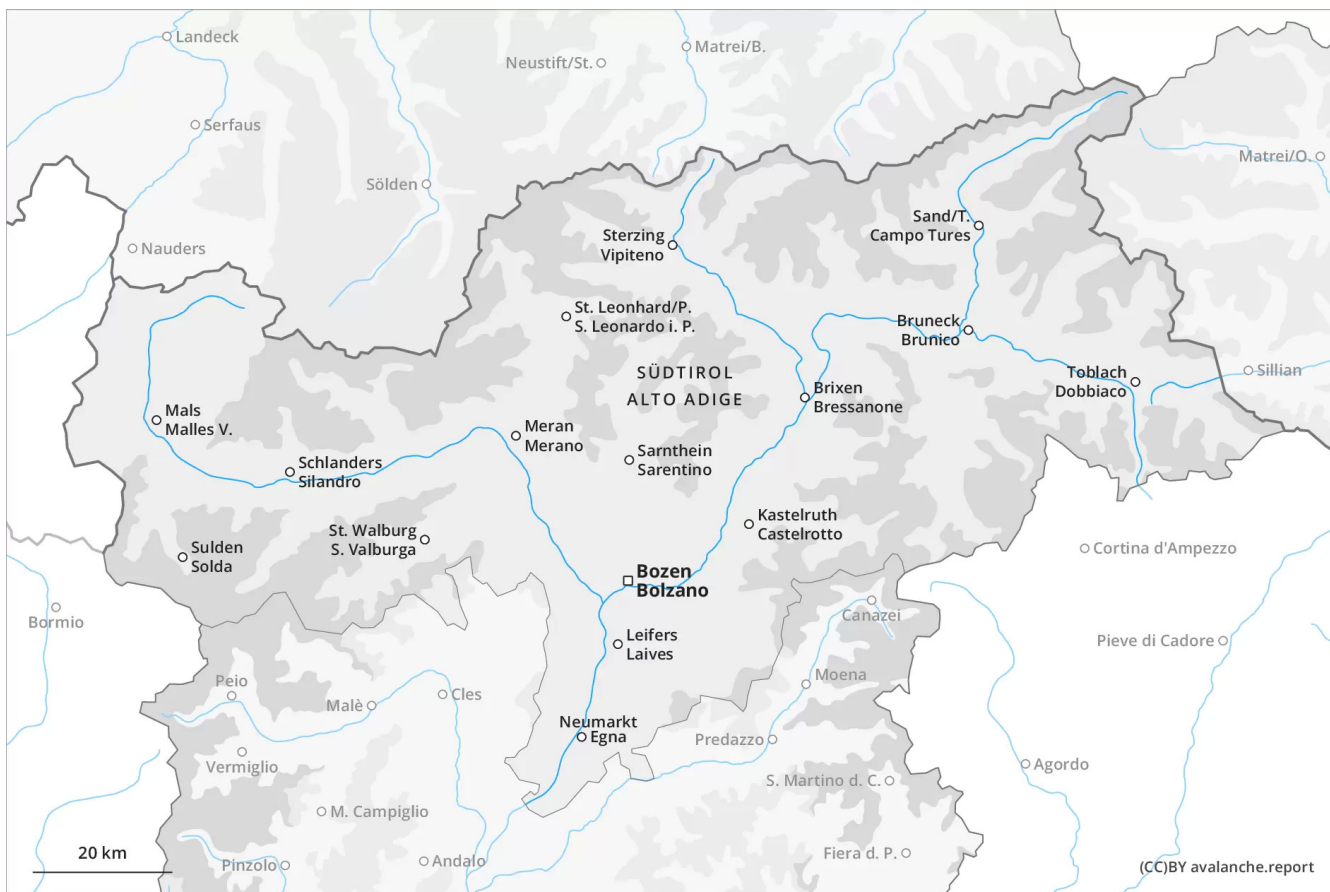 Landeck
Matrei/B.
Neustift/St.
Serfaus
Matrei/O.
Sölden
Sand/T.
Campo Tures
Sterzing
Vipiteno
Nauders
St. Leonhard/P.
S. Leonardo i. P.
Bruneck
Brunico
SÜDTIROL
ALTO ADIGE
Toblach
Dobbiaco
Sillian
Brixen
Bressanone
Mals
Malles V.
Meran
Merano
Sarnthein
Sarentino
Schlanders
Silandro
Kastelruth
Castelrotto
St. Walburg
S. Valburga
Sulden
Solda
Cortina d'Ampezzo
Bozen
Bolzano
Bormio
Canazei
Leifers
Laives
Pieve di Cadore
Peio
Moena
Cles
Malè
Neumarkt
Egna
Predazzo
Vermiglio
Agordo
S. Martino d. C.
M. Campiglio
20 km
Pinzolo
Andalo
Fiera d. P.
(CC)BY avalanche.report